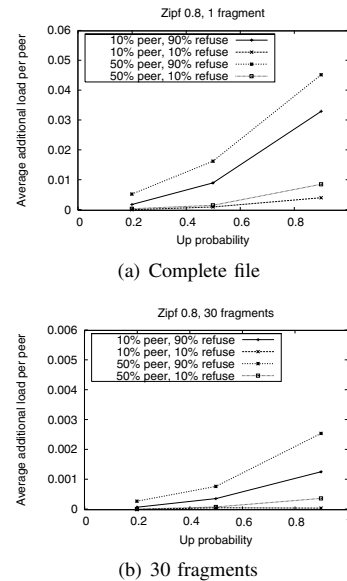 Zipf 0.8, 1 fragment
Average additional load per peer
0.06
0.05
0.04
0.03
0.02
0.01
0
10% peer, 90% refuse
10% peer, 10% refuse
50% peer, 90% refuse
50% peer, 10% refuse
0 0.2 0.4 0.6 0.8 1
Up probability
(a) Complete file
Zipf 0.8, 30 fragments
Average additional load per peer
0.006
0.005
0.004
0.003
0.002
0.001
0
10% peer, 90% refuse
10% peer, 10% refuse
50% peer, 90% refuse
50% peer, 10% refuse
0 0.2 0.4 0.6 0.8 1
Up probability
(b) 30 fragments